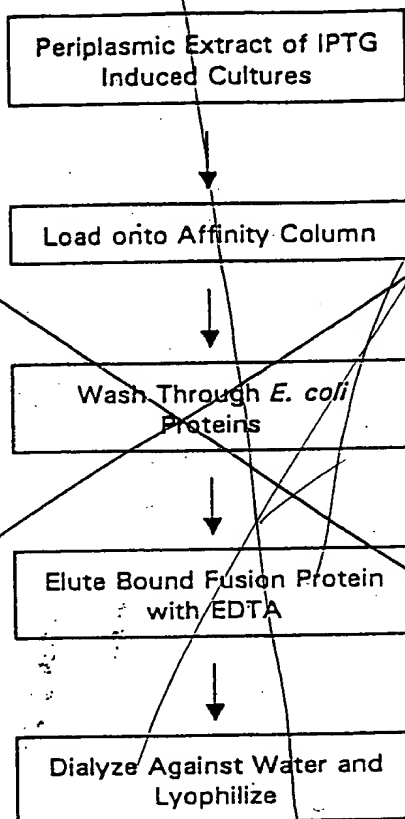 Periplasmic Extract of IPTG
Induced Cultures
Load onto Affinity Column
Wash Through E. coli
Proteins
Elute Bound Fusion Protein
with EDTA
Dialyze Against Water and
Lyophilize